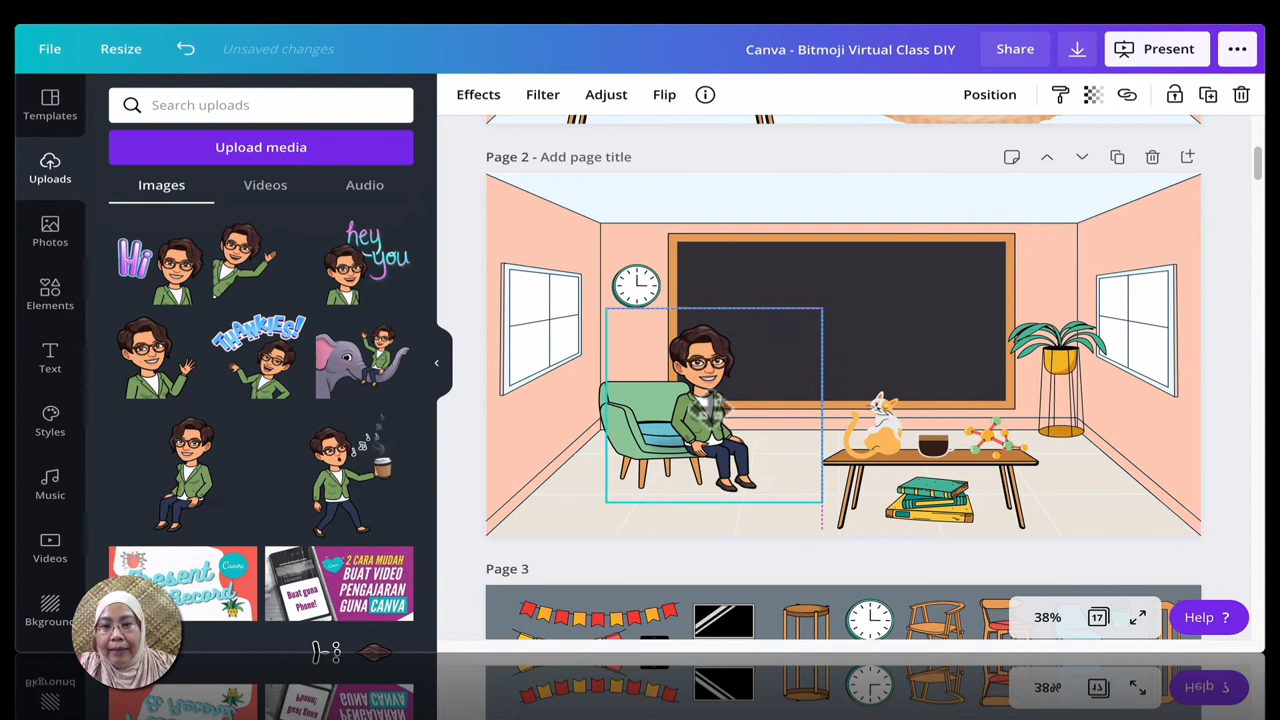 File Resize Unsaved changes Canva - Bitmoji Virtual Class DIY Share Present
Templates
Uploads
Photos
Elements
Text
Styles
Music
Videos
Bkground
Search uploads
Upload media
Images Videos Audio
Hi
hey
you
THANKIES!
Present
Record
Canva
2 CARA MUDAH
BUAT VIDEO
PENGAJARAN
GUNA CANVA
Buat guna
Phone!
Effects Filter Adjust Flip Position
Page 2 - Add page title
Page 3
38% 17 Help ?